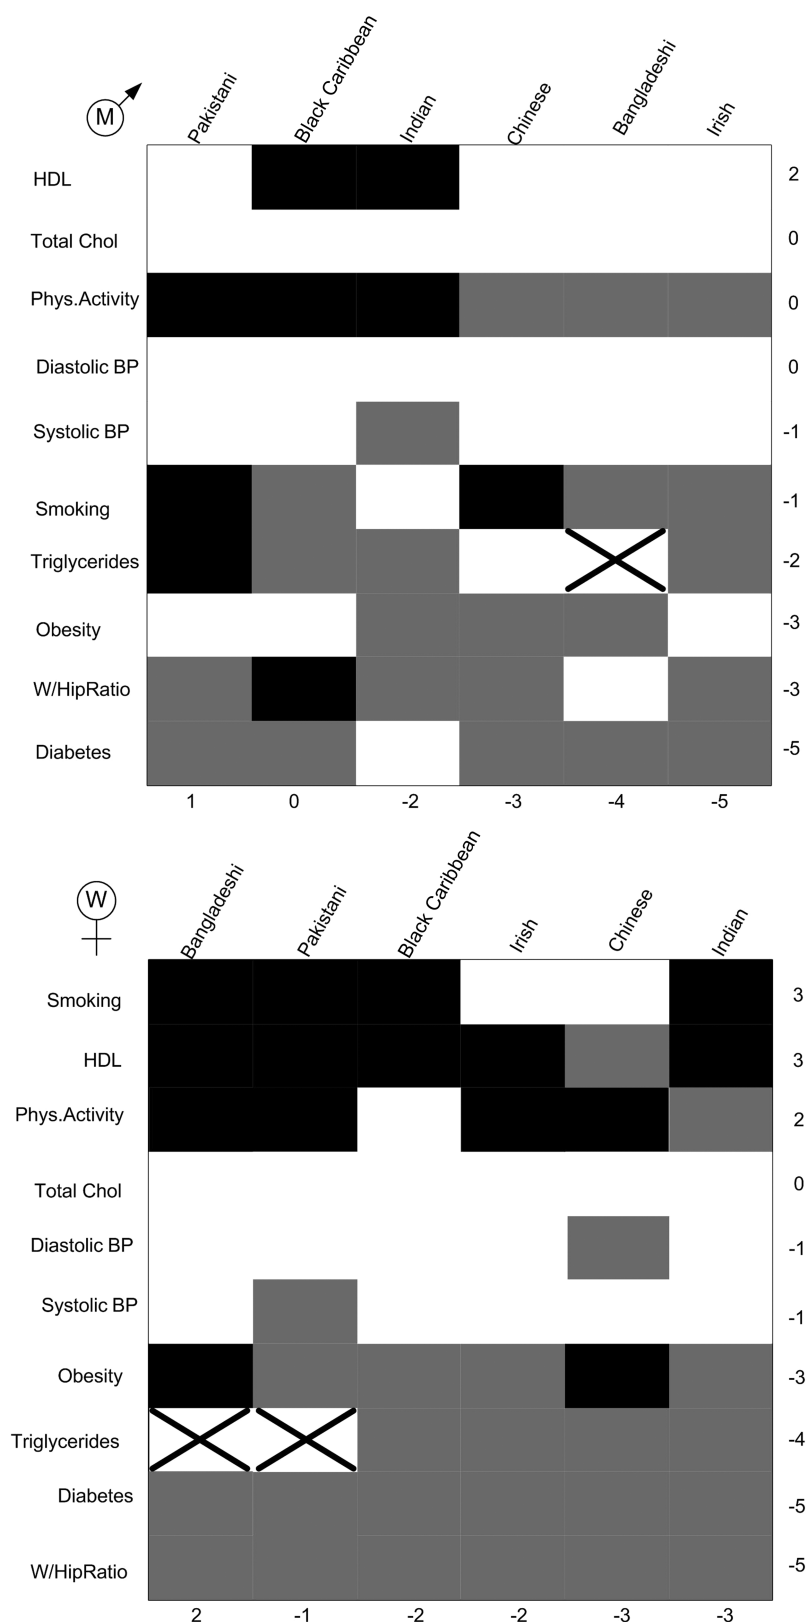 M
Pakistani Black Caribbean Indian Chinese Bangladeshi Irish
HDL 2
Total Chol 0
Phys.Activity 0
Diastolic BP 0
Systolic BP -1
Smoking -1
Triglycerides -2
Obesity -3
W/HipRatio -3
Diabetes -5
1 0 -2 -3 -4 -5
W
Bangladeshi Pakistani Black Caribbean Irish Chinese Indian
Smoking 3
HDL 3
Phys.Activity 2
Total Chol 0
Diastolic BP -1
Systolic BP -1
Obesity -3
Triglycerides -4
Diabetes -5
W/HipRatio -5
2 -1 -2 -2 -3 -3